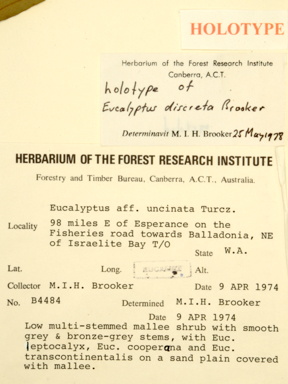 HOLOTYPE
Herbarium of the Forest Research Institute
Canberra, A.C.T.
holotype of
Eucalyptus discreta Brooker
Determinavit M. I. H. Brooker 25 May 1978
HERBARIUM OF THE FOREST RESEARCH INSTITUTE
Forestry and Timber Bureau, Canberra, A.C.T., Australia.
Eucalyptus aff. uncinata Turcz.
Locality 98 miles E of Esperance on the
Fisheries road towards Balladonia, NE
of Israelite Bay T/O
State W.A.
Lat. Long. Alt.
Collector M.I.H. Brooker Date 9 APR 1974
No. B4484 Determined M.I.H. Brooker
Date 9 APR 1974
Low multi-stemmed mallee shrub with smooth
grey & bronze-grey stems, with Euc.
leptocalyx, Euc. cooperana and Euc.
transcontinentalis on a sand plain covered
with mallee.